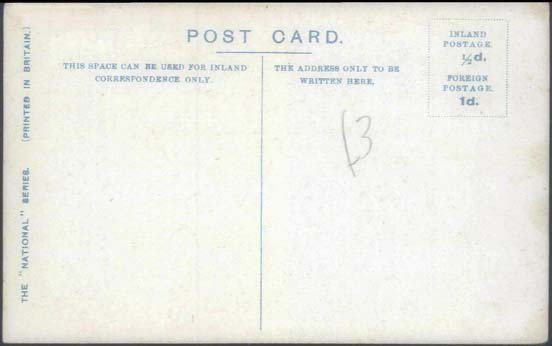 POST CARD.
THIS SPACE CAN BE USED FOR INLAND
CORRESPONDENCE ONLY.
THE ADDRESS ONLY TO BE
WRITTEN HERE.
INLAND
POSTAGE.
½d.
FOREIGN
POSTAGE.
1d.
£3
THE "NATIONAL" SERIES. (PRINTED IN BRITAIN.)